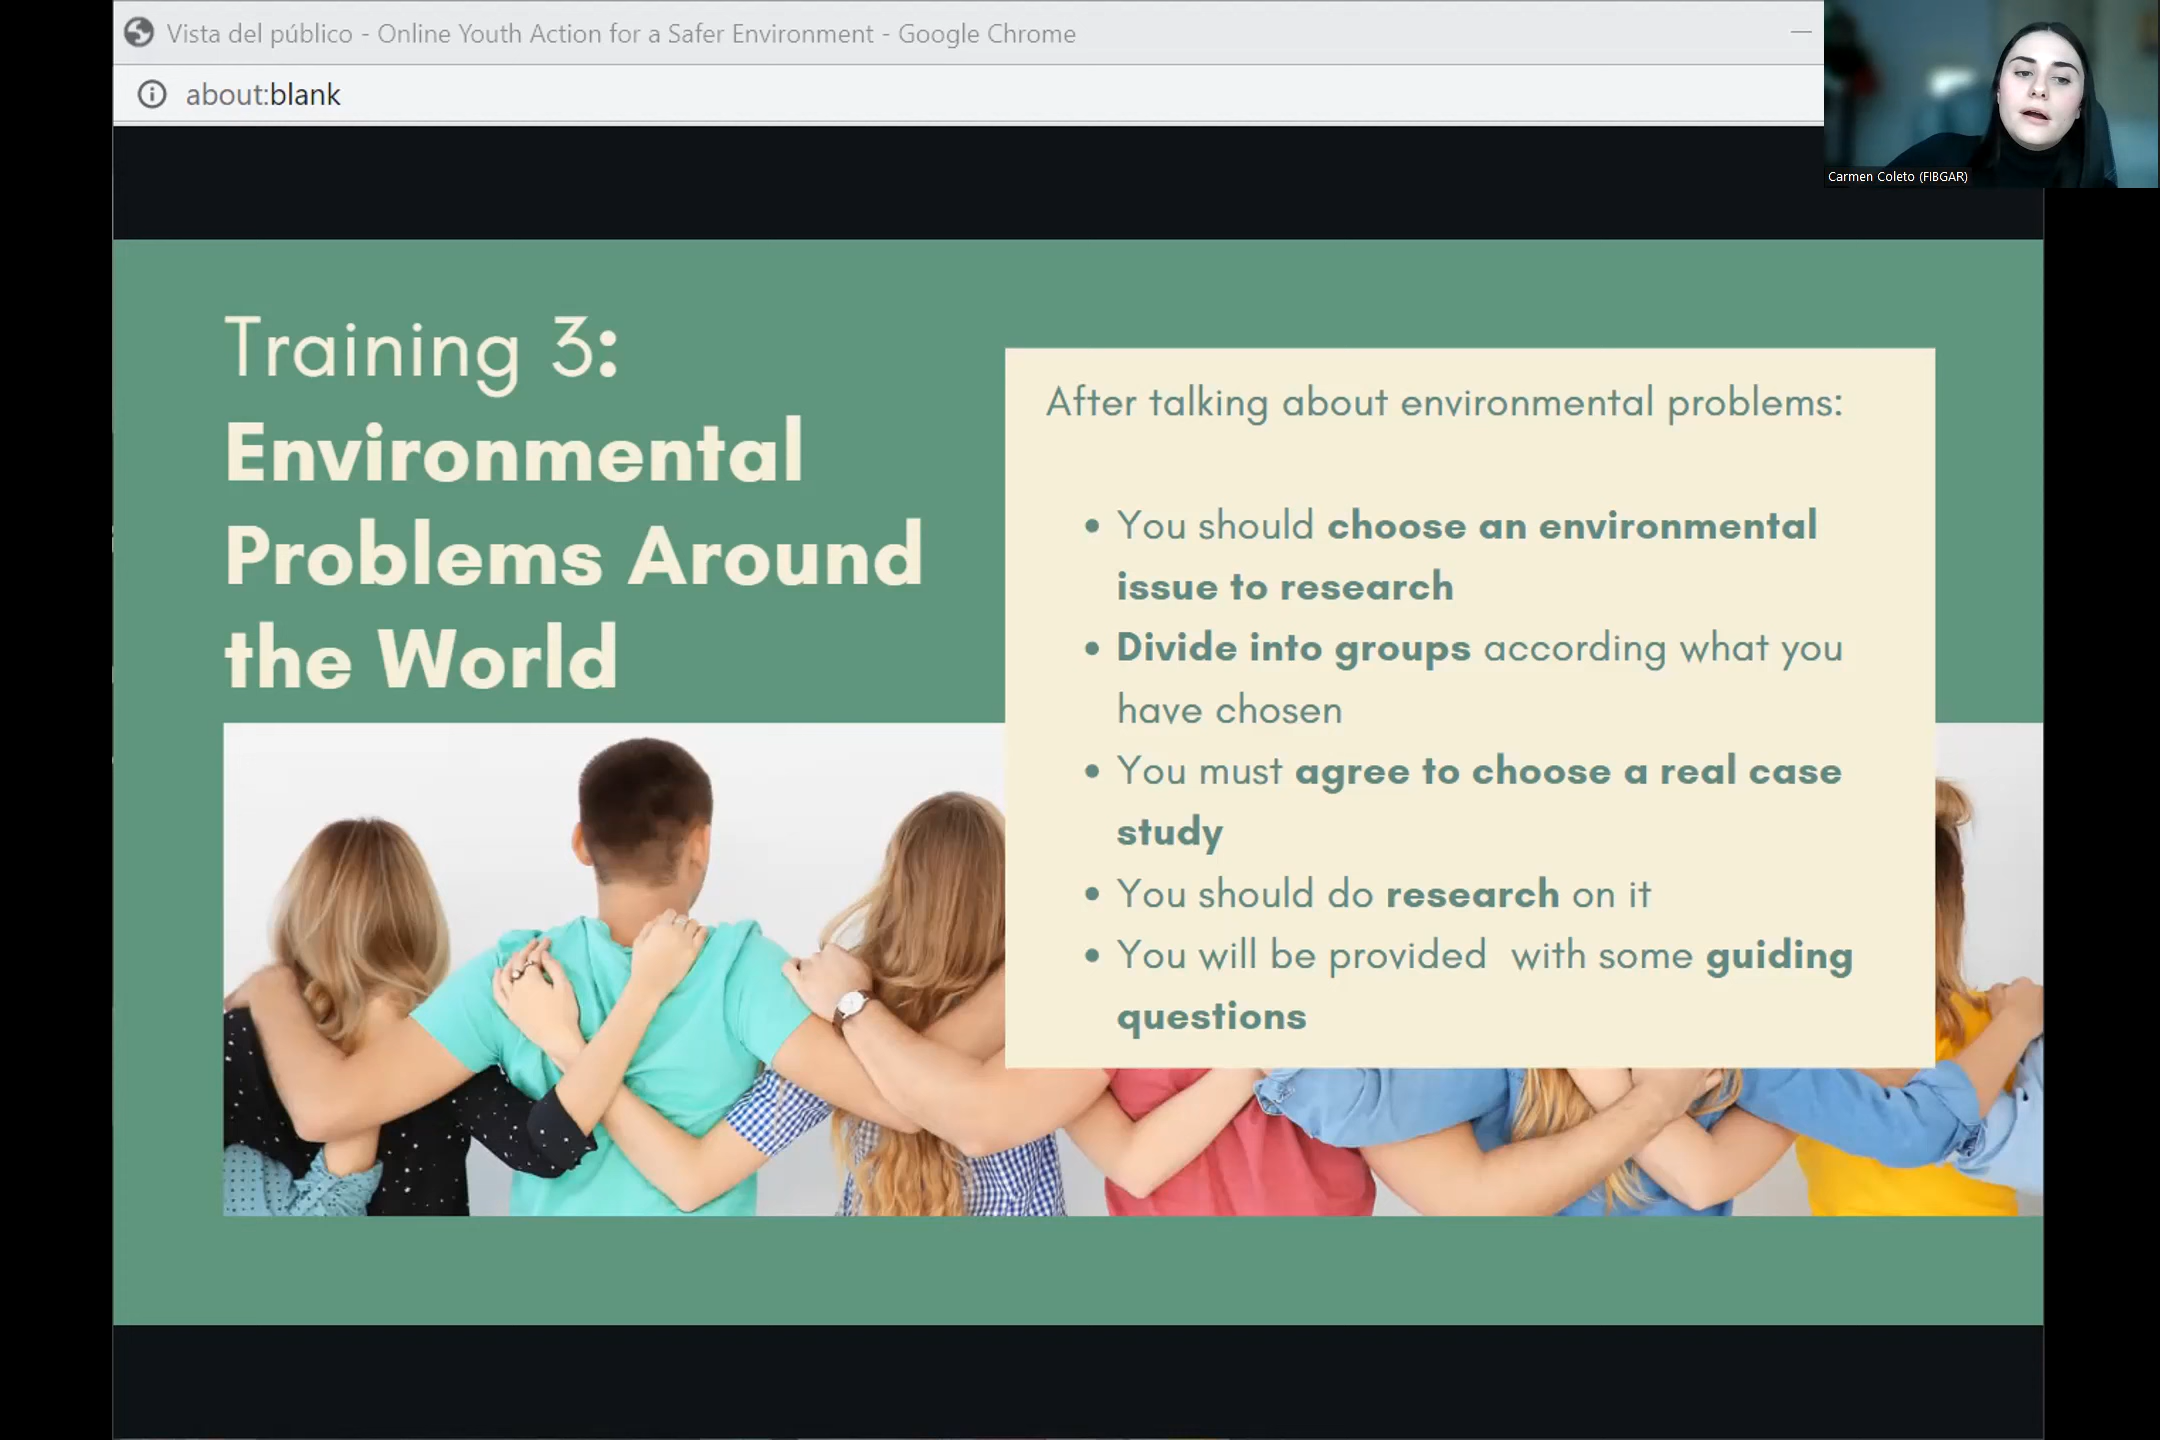 Vista del público - Online Youth Action for a Safer Environment - Google Chrome
about:blank
Carmen Coleto (FIBGAR)
Training 3:
Environmental
Problems Around
the World
After talking about environmental problems:
• You should choose an environmental
issue to research
• Divide into groups according what you
have chosen
• You must agree to choose a real case
study
• You should do research on it
• You will be provided  with some guiding
questions